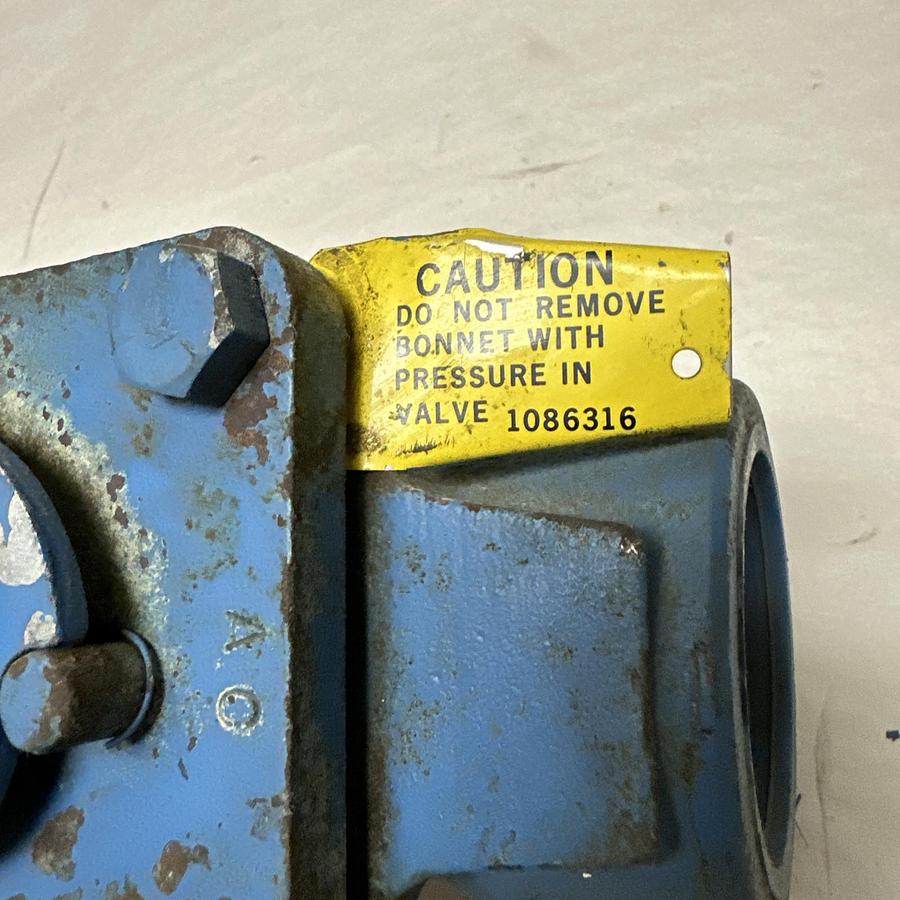 CAUTION
DO NOT REMOVE
BONNET WITH
PRESSURE IN
VALVE 1086316
A
C